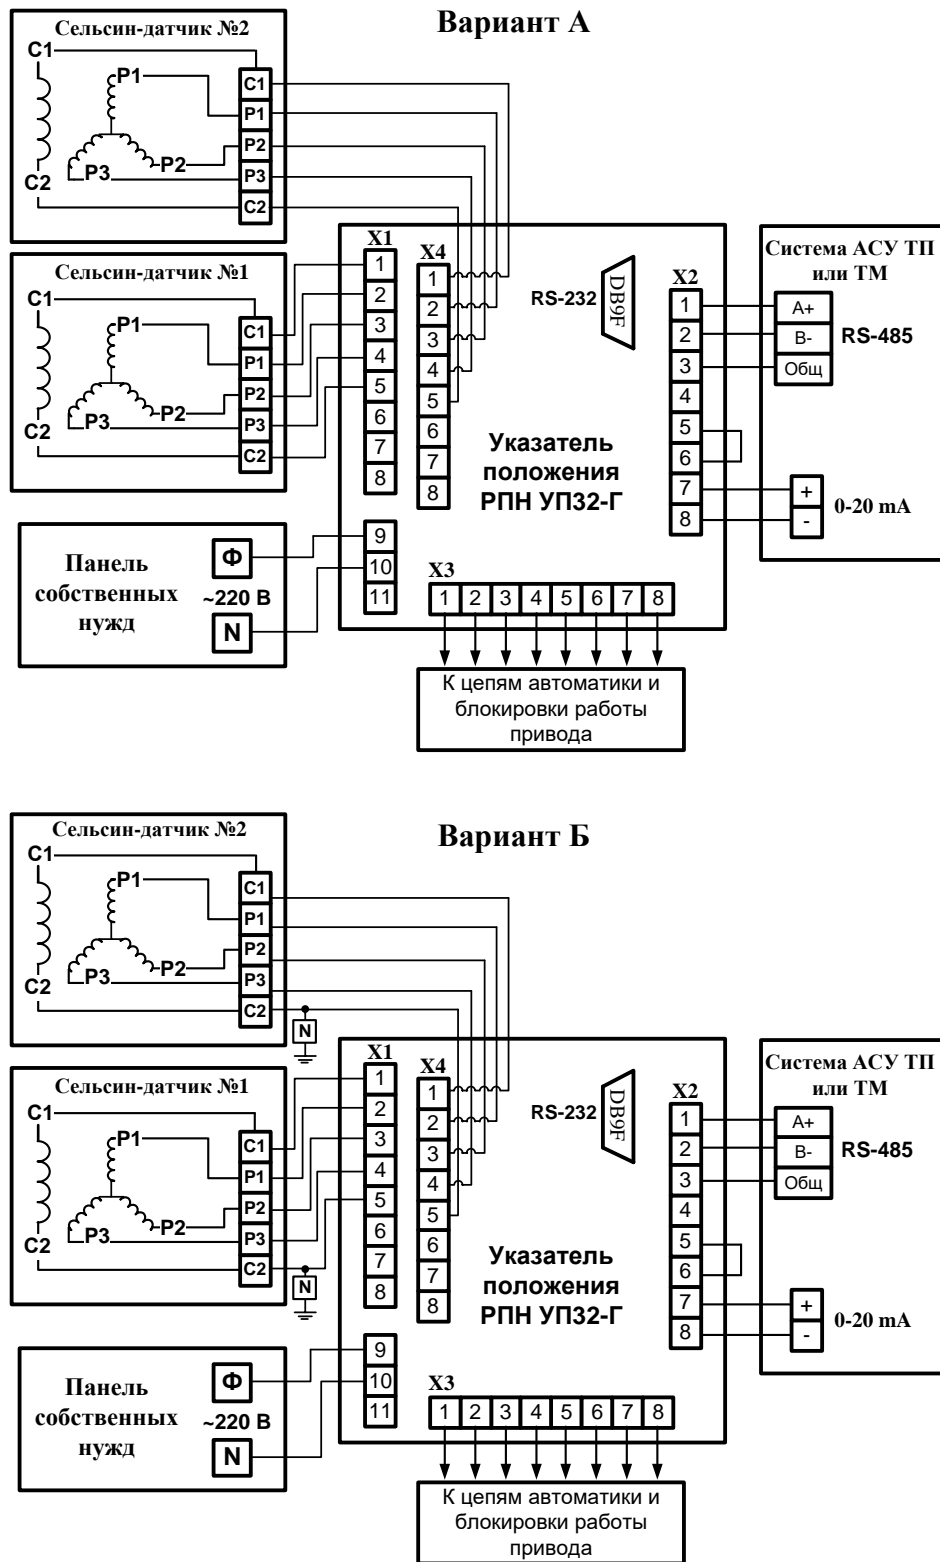 Вариант А
Сельсин-датчик №2
C1
P1
P2
P3
C2
C1
P1
P2
P3
C2
Сельсин-датчик №1
C1
P1
P2
P3
C2
C1
P1
P2
P3
C2
Панель
собственных
нужд
Ф
~220 В
N
X1
1
2
3
4
5
6
7
8
9
10
11
X4
1
2
3
4
5
6
7
8
RS-232
DB9F
Указатель
положения
РПН УП32-Г
X2
1
2
3
4
5
6
7
8
X3
1 2 3 4 5 6 7 8
К цепям автоматики и
блокировки работы
привода
Система АСУ ТП
или ТМ
A+
B-
Общ
RS-485
+
-
0-20 mA
Вариант Б
Сельсин-датчик №2
C1
P1
P2
P3
C2
C1
P1
P2
P3
C2
N
Сельсин-датчик №1
C1
P1
P2
P3
C2
C1
P1
P2
P3
C2
N
Панель
собственных
нужд
Ф
~220 В
N
X1
1
2
3
4
5
6
7
8
9
10
11
X4
1
2
3
4
5
6
7
8
RS-232
DB9F
Указатель
положения
РПН УП32-Г
X2
1
2
3
4
5
6
7
8
X3
1 2 3 4 5 6 7 8
К цепям автоматики и
блокировки работы
привода
Система АСУ ТП
или ТМ
A+
B-
Общ
RS-485
+
-
0-20 mA